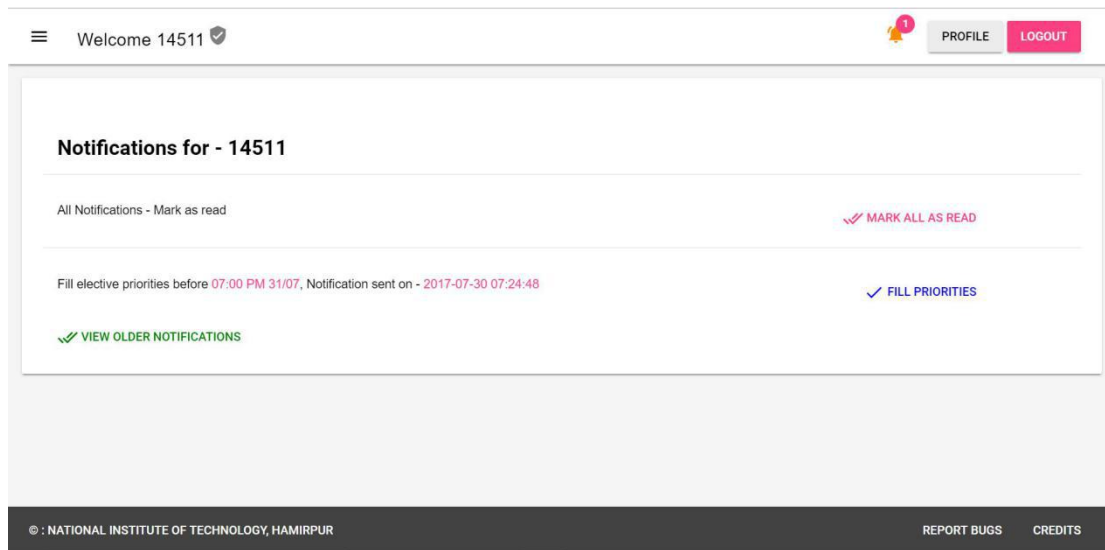 Welcome 14511
1
PROFILE
LOGOUT
Notifications for - 14511
All Notifications - Mark as read
MARK ALL AS READ
Fill elective priorities before 07:00 PM 31/07, Notification sent on - 2017-07-30 07:24:48
FILL PRIORITIES
VIEW OLDER NOTIFICATIONS
© : NATIONAL INSTITUTE OF TECHNOLOGY, HAMIRPUR
REPORT BUGS
CREDITS